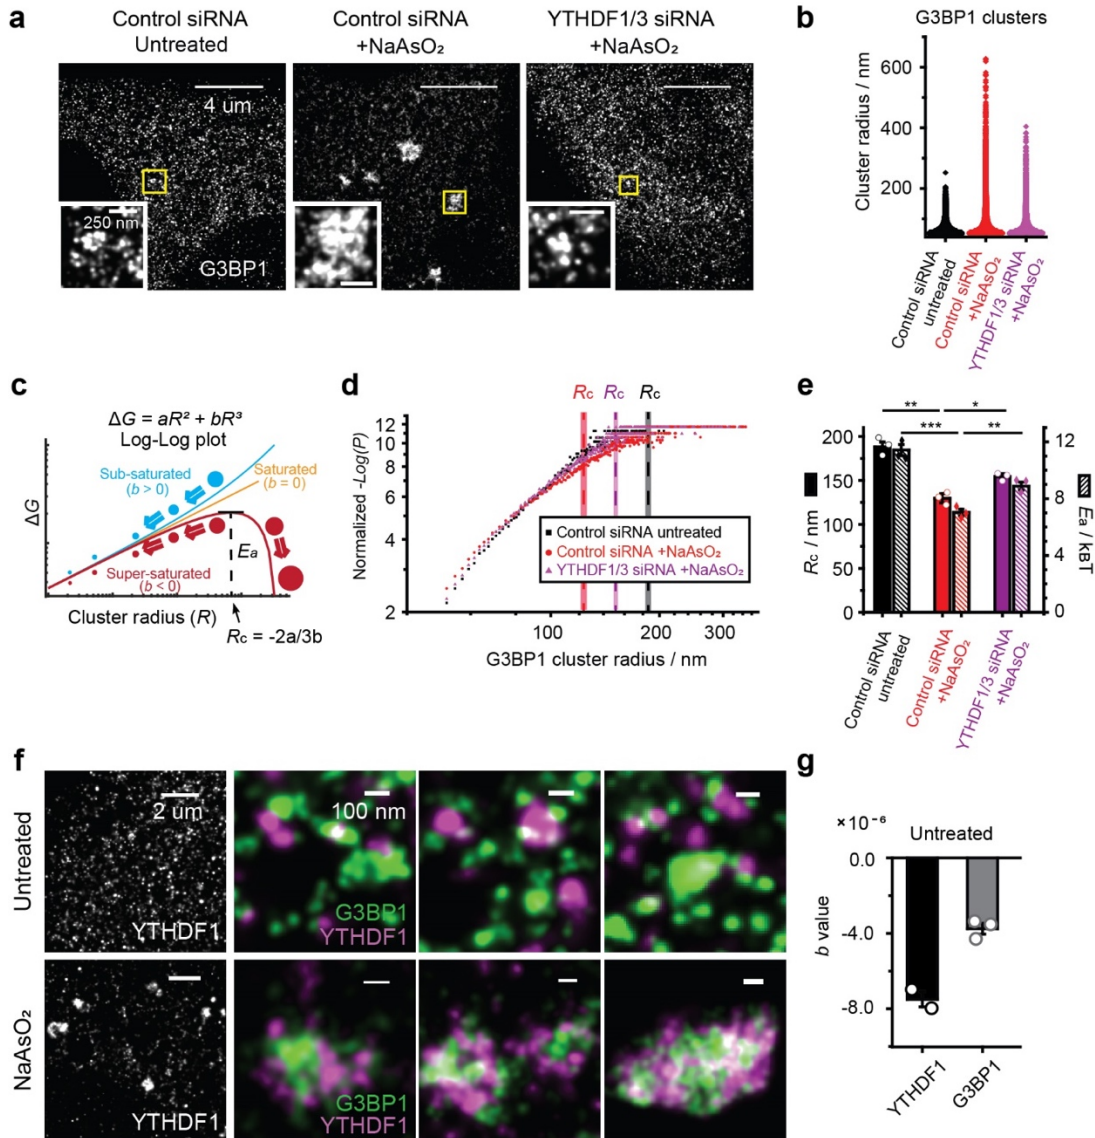 a
Control siRNA
Untreated
Control siRNA
+NaAsO₂
YTHDF1/3 siRNA
+NaAsO₂
4 um
250 nm
G3BP1
b
G3BP1 clusters
Cluster radius / nm
600
400
200
Control siRNA
untreated
Control siRNA
+NaAsO₂
YTHDF1/3 siRNA
+NaAsO₂
c
ΔG = aR² + bR³
Log-Log plot
Sub-saturated
(b > 0)
Saturated
(b = 0)
ΔG
Eₐ
Super-saturated
(b < 0)
Cluster radius (R)
Rc = -2a/3b
d
Rc
Rc
Rc
Normalized -Log(P)
12
10
8
6
4
2
Control siRNA untreated
Control siRNA +NaAsO₂
YTHDF1/3 siRNA +NaAsO₂
100
200
300
G3BP1 cluster radius / nm
e
** *
*** **
Rc / nm
200
150
100
50
0
12
8
4
0
Eₐ / kBT
Control siRNA
untreated
Control siRNA
+NaAsO₂
YTHDF1/3 siRNA
+NaAsO₂
f
Untreated
2 um
YTHDF1
100 nm
G3BP1
YTHDF1
NaAsO₂
YTHDF1
G3BP1
YTHDF1
g
× 10⁻⁶
Untreated
b value
0.0
-4.0
-8.0
YTHDF1
G3BP1